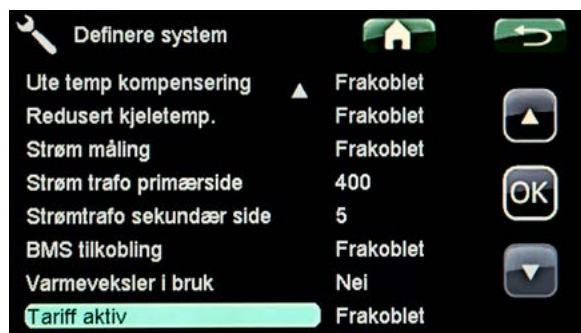 Definere system
Ute temp kompensering Frakoblet
Redusert kjeletemp. Frakoblet
Strøm måling Frakoblet
Strøm trafo primærside 400
Strømtrafo sekundær side 5
OK
BMS tilkobling Frakoblet
Varmeveksler i bruk Nei
Tariff aktiv Frakoblet